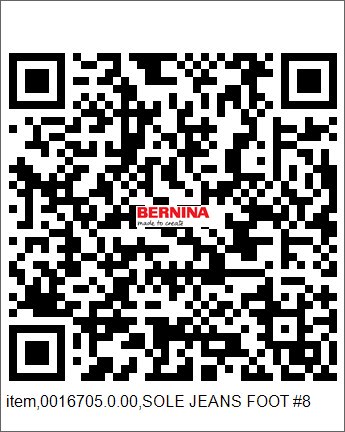 BERNINA
made to create
item,0016705.0.00,SOLE JEANS FOOT #8